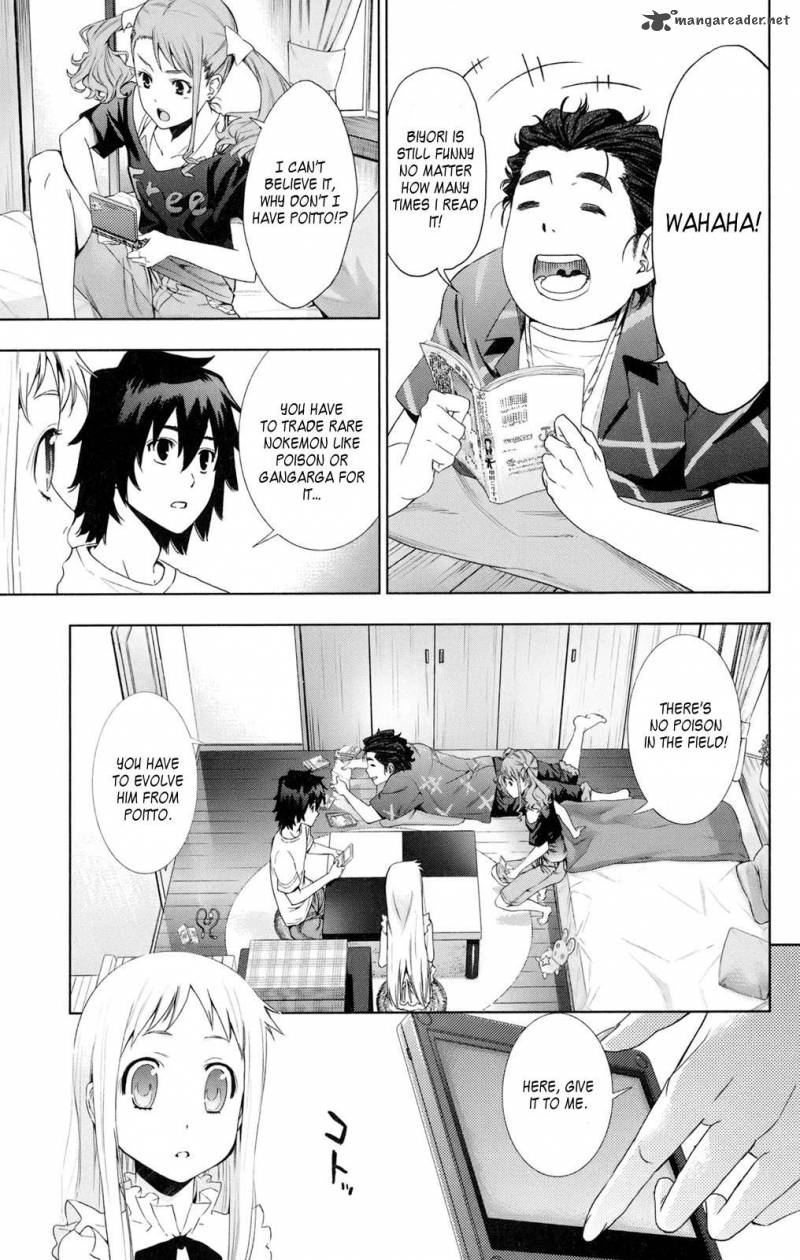 mangareader.net
WAHAHA!
BIYORI IS
STILL FUNNY
NO MATTER
HOW MANY
TIMES I READ
IT!
I CAN'T
BELIEVE IT,
WHY DON'T I
HAVE POITTO!?
Free
YOU HAVE
TO TRADE RARE
NOKEMON LIKE
POISON OR
GANGARGA FOR
IT...
THERE'S
NO POISON
IN THE FIELD!
YOU HAVE
TO EVOLVE
HIM FROM
POITTO.
HERE, GIVE
IT TO ME.
コトッ